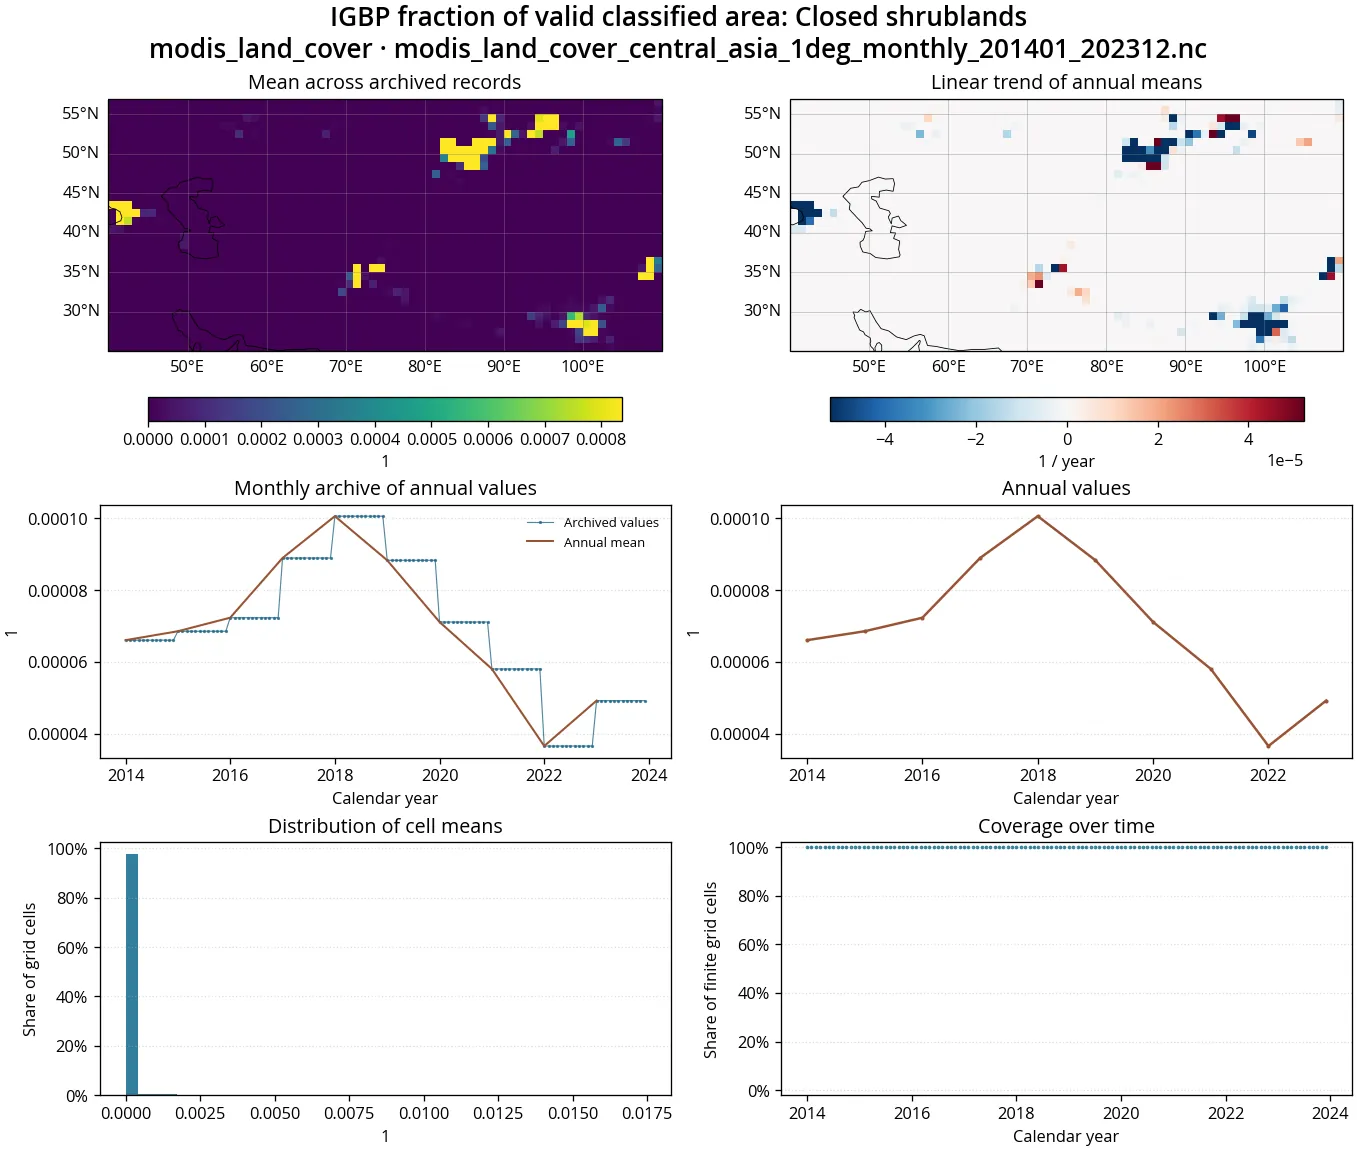 IGBP fraction of valid classified area: Closed shrublands
modis_land_cover · modis_land_cover_central_asia_1deg_monthly_201401_202312.nc
Mean across archived records
55°N
50°N
45°N
40°N
35°N
30°N
50°E 60°E 70°E 80°E 90°E 100°E
0.0000 0.0001 0.0002 0.0003 0.0004 0.0005 0.0006 0.0007 0.0008
1
Linear trend of annual means
55°N
50°N
45°N
40°N
35°N
30°N
50°E 60°E 70°E 80°E 90°E 100°E
−4 −2 0 2 4
1 / year
1e−5
Monthly archive of annual values
0.00010
0.00008
0.00006
0.00004
1
Archived values
Annual mean
2014 2016 2018 2020 2022 2024
Calendar year
Annual values
0.00010
0.00008
0.00006
0.00004
1
2014 2016 2018 2020 2022
Calendar year
Distribution of cell means
100%
80%
60%
40%
20%
0%
Share of grid cells
0.0000 0.0025 0.0050 0.0075 0.0100 0.0125 0.0150 0.0175
1
Coverage over time
100%
80%
60%
40%
20%
0%
Share of finite grid cells
2014 2016 2018 2020 2022 2024
Calendar year